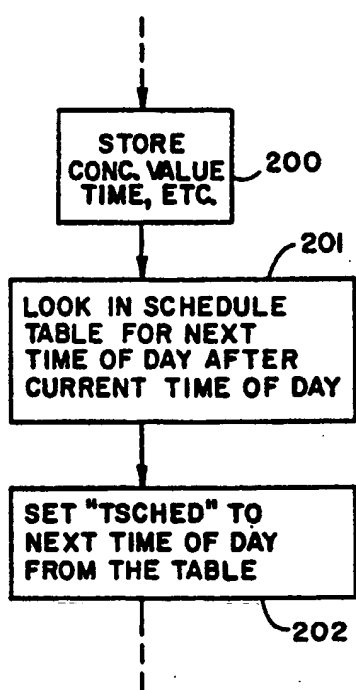 STORE
CONC. VALUE
TIME, ETC.
200
201
LOOK IN SCHEDULE
TABLE FOR NEXT
TIME OF DAY AFTER
CURRENT TIME OF DAY
SET "TSCHED" TO
NEXT TIME OF DAY
FROM THE TABLE
202